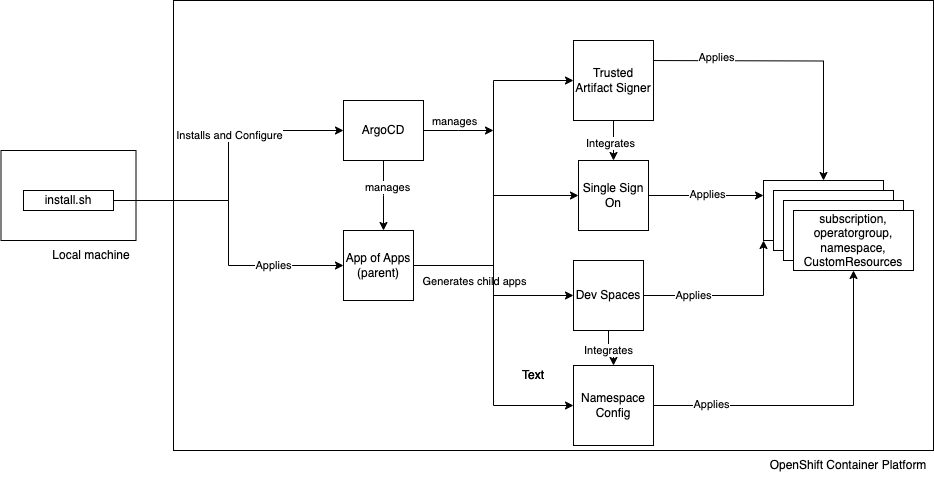 Trusted
Artifact Signer
Applies
Installs and Configure
ArgoCD
manages
Integrates
manages
install.sh
Single Sign
On
Applies
subscription,
operatorgroup,
namespace,
CustomResources
Local machine
Applies
App of Apps
(parent)
Generates child apps
Dev Spaces
Applies
Integrates
Text
Namespace
Config
Applies
OpenShift Container Platform